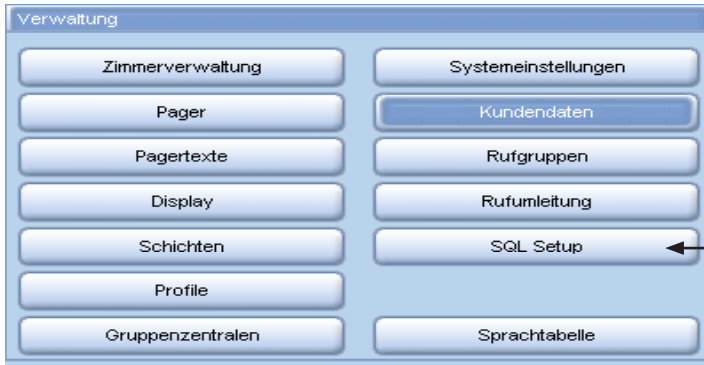 Verwaltung
Zimmerverwaltung
Systemeinstellungen
Pager
Kundendaten
Pagertexte
Rufgruppen
Display
Rufumleitung
Schichten
SQL Setup
Profile
Gruppenzentralen
Sprachtabelle